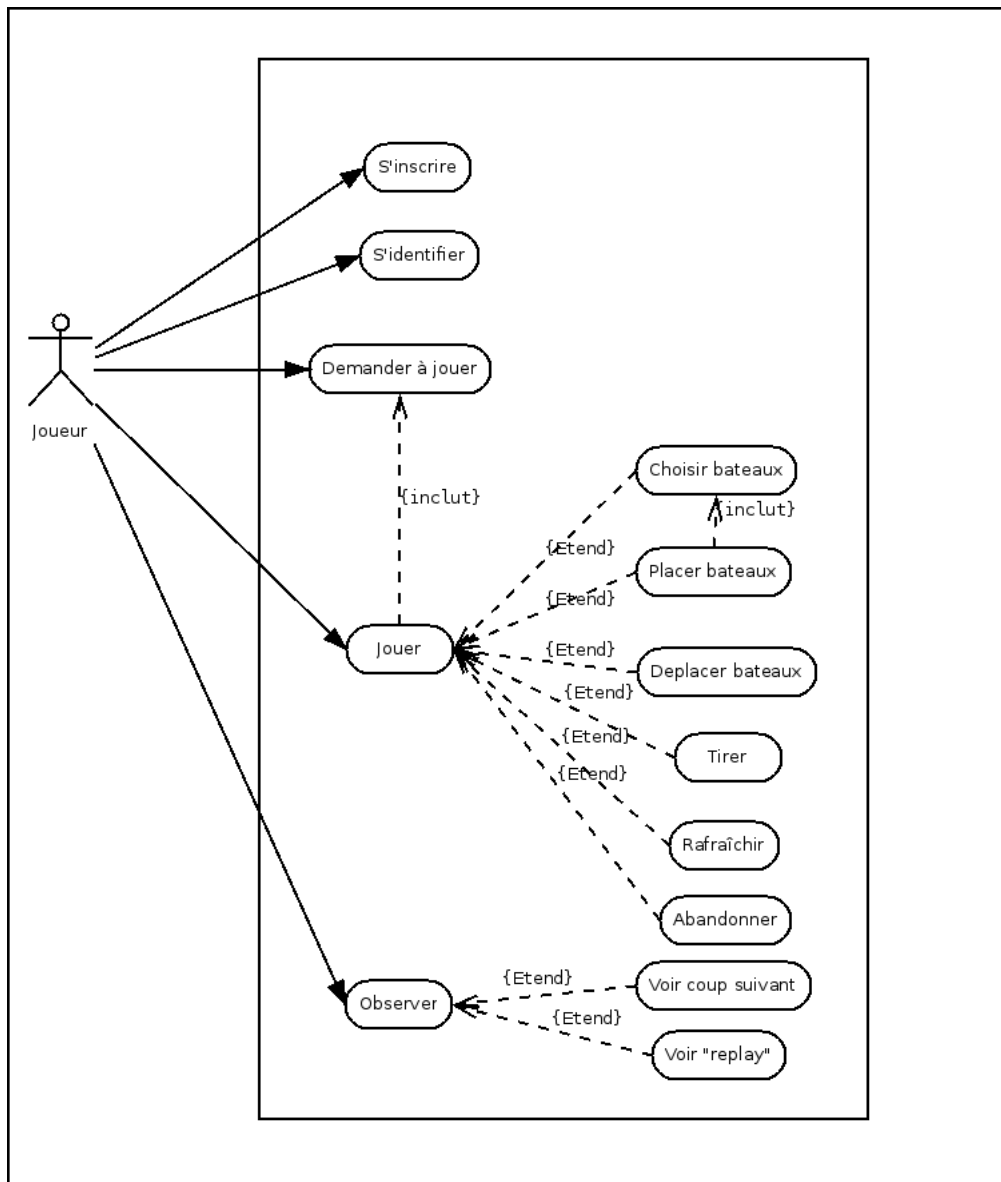 S'inscrire
S'identifier
Demander à jouer
Joueur
Choisir bateaux
{inclut}
{inclut}
{Etend}
Placer bateaux
{Etend}
Jouer
{Etend}
Deplacer bateaux
{Etend}
{Etend}
Tirer
{Etend}
Rafraîchir
Abandonner
{Etend}
Voir coup suivant
Observer
{Etend}
Voir "replay"